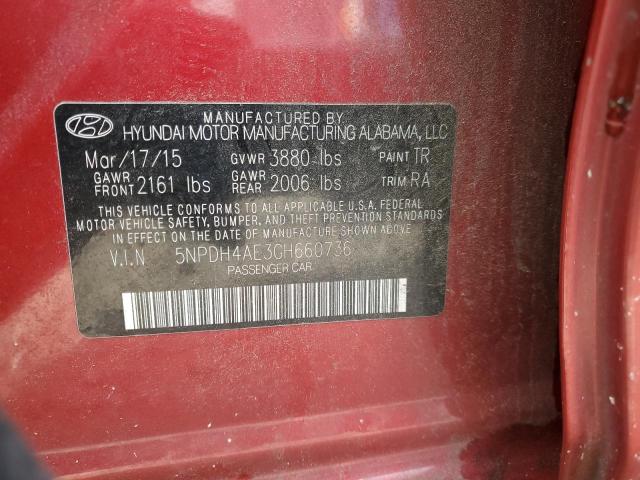 MANUFACTURED BY
HYUNDAI MOTOR MANUFACTURING ALABAMA, LLC
Mar/17/15 GVWR 3880 lbs PAINT TR
GAWR FRONT 2161 lbs GAWR REAR 2006 lbs TRIM RA
THIS VEHICLE CONFORMS TO ALL APPLICABLE U.S.A. FEDERAL
MOTOR VEHICLE SAFETY, BUMPER, AND THEFT PREVENTION STANDARDS
IN EFFECT ON THE DATE OF MANUFACTURE SHOWN ABOVE
V.I.N 5NPDH4AE3GH660736
PASSENGER CAR